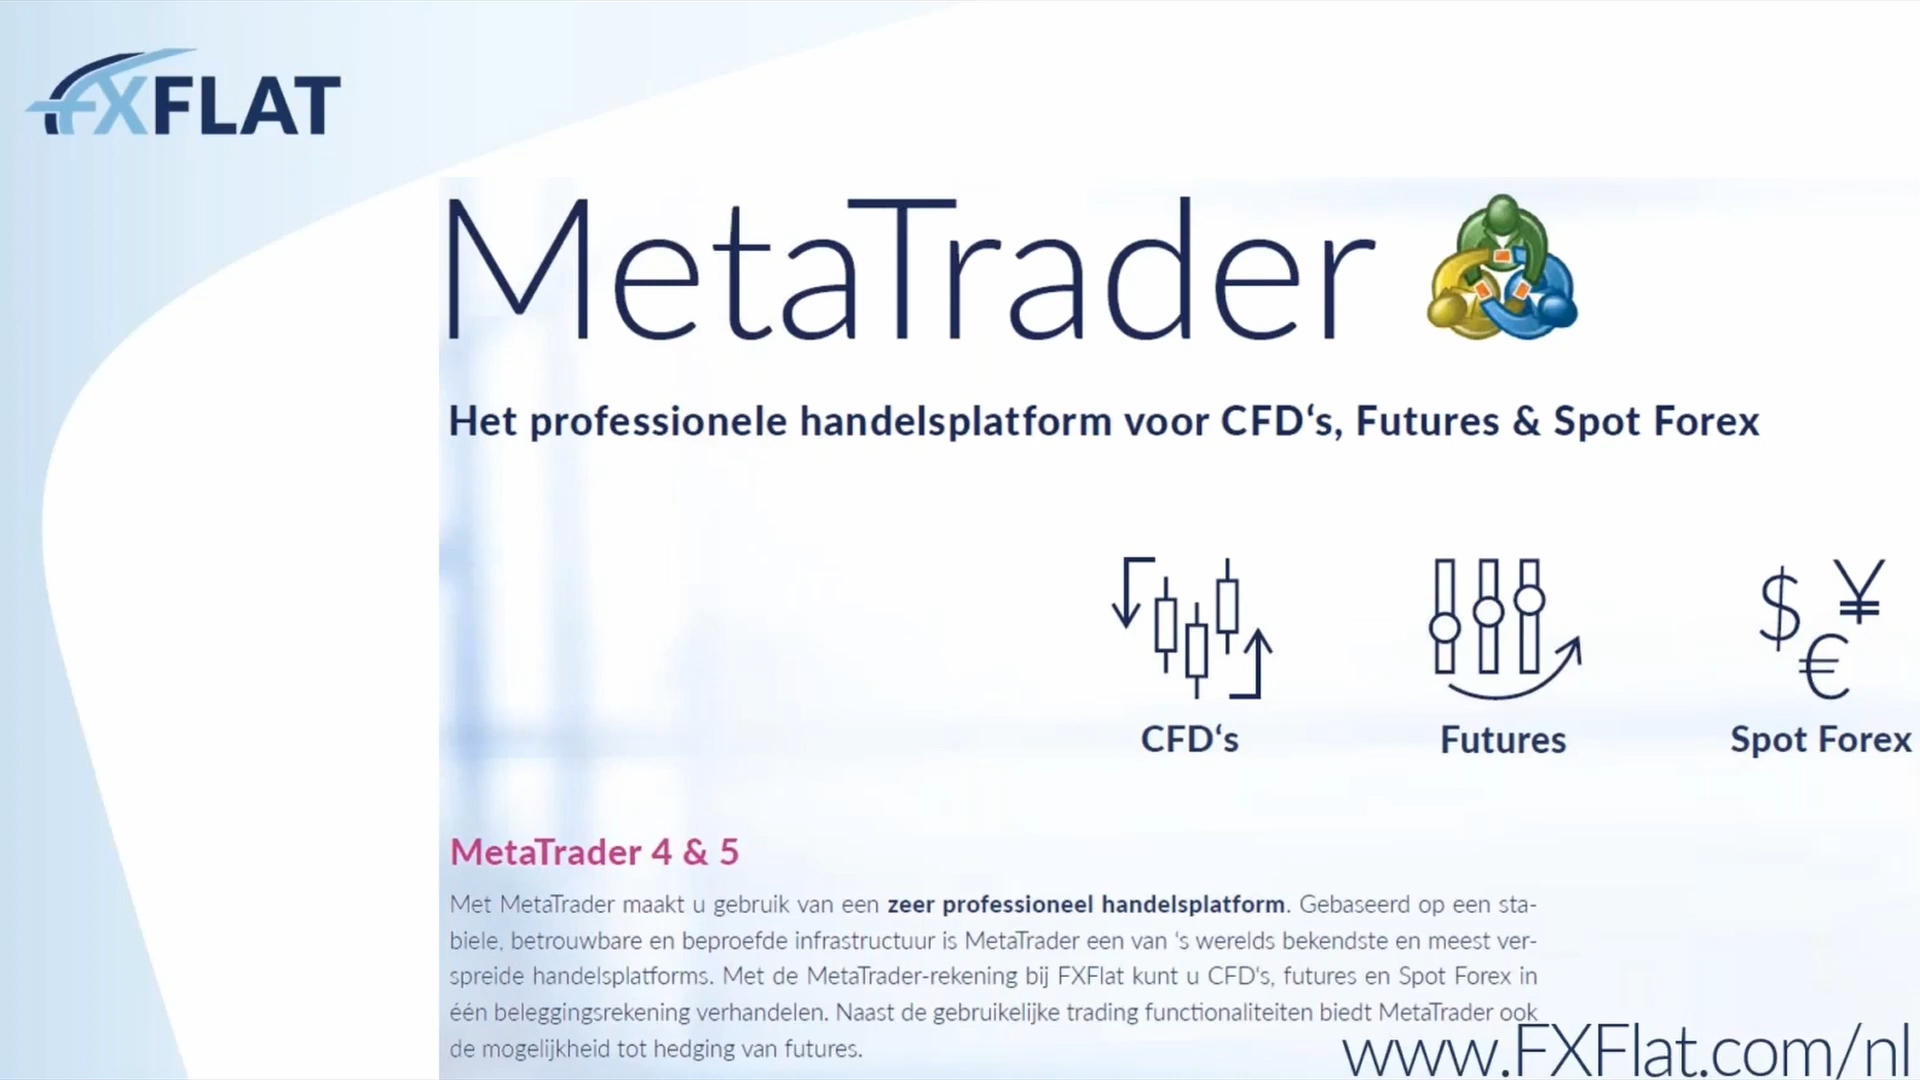 FXFLAT
MetaTrader
Het professionele handelsplatform voor CFD‘s, Futures & Spot Forex
CFD‘s
Futures
Spot Forex
MetaTrader 4 & 5
Met MetaTrader maakt u gebruik van een zeer professioneel handelsplatform. Gebaseerd op een sta-
biele, betrouwbare en beproefde infrastructuur is MetaTrader een van ‘s werelds bekendste en meest ver-
spreide handelsplatforms. Met de MetaTrader-rekening bij FXFlat kunt u CFD‘s, futures en Spot Forex in
één beleggingsrekening verhandelen. Naast de gebruikelijke trading functionaliteiten biedt MetaTrader ook
de mogelijkheid tot hedging van futures.
www.FXFlat.com/nl